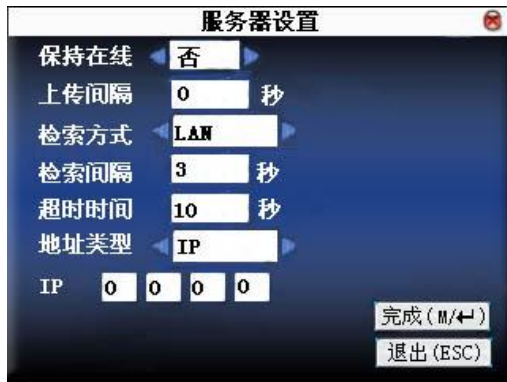 服务器设置
保持在线 否
上传间隔 0 秒
检索方式 LAN
检索间隔 3 秒
超时时间 10 秒
地址类型 IP
IP 0 0 0 0
完成(M/↵)
退出(ESC)